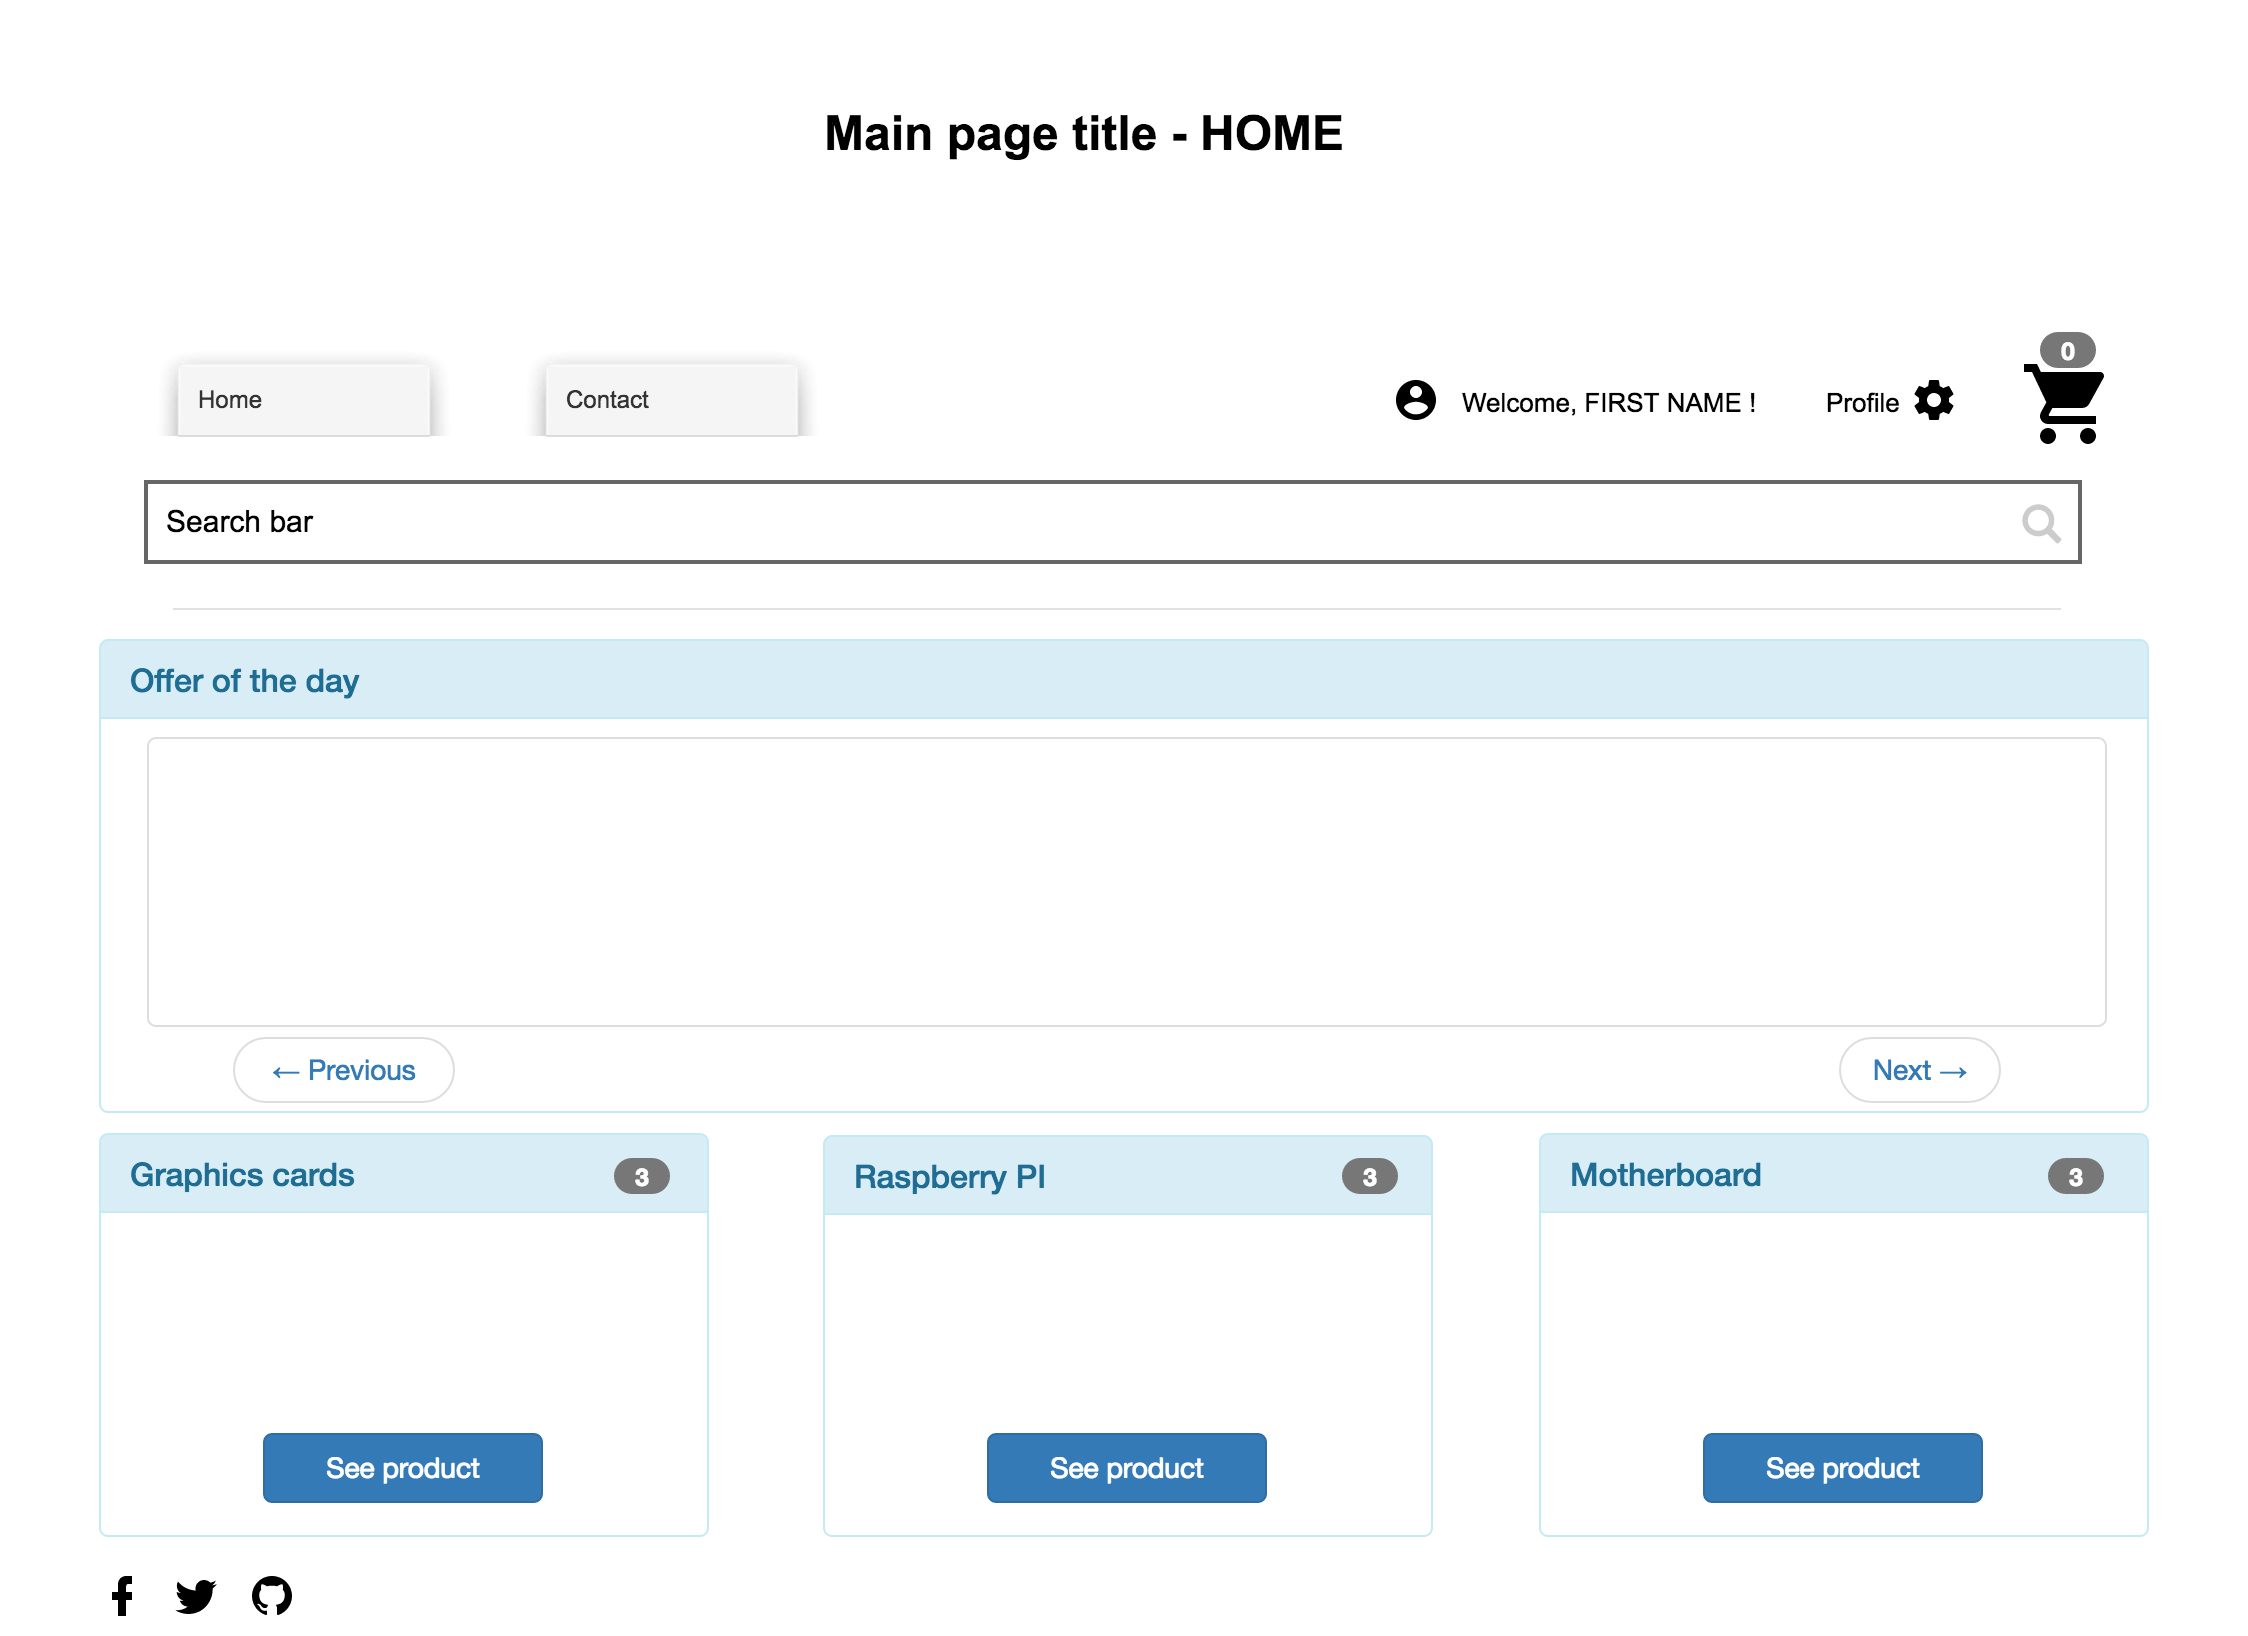 Main page title - HOME
0
Home
Contact
Welcome, FIRST NAME !
Profile
Search bar
Offer of the day
← Previous
Next →
Graphics cards
3
Raspberry PI
3
Motherboard
3
See product
See product
See product